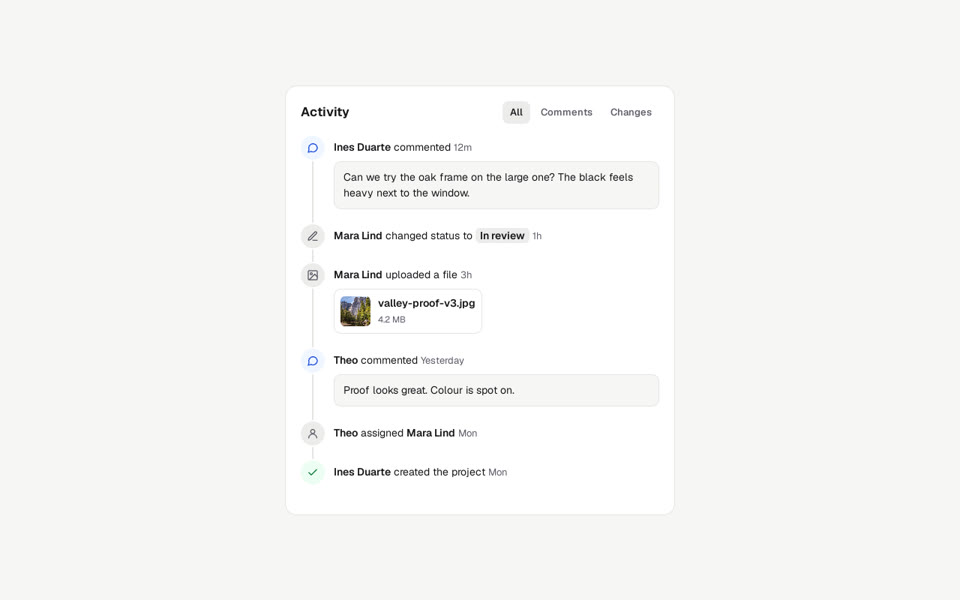 Activity
All Comments Changes
Ines Duarte commented 12m
Can we try the oak frame on the large one? The black feels
heavy next to the window.
Mara Lind changed status to In review 1h
Mara Lind uploaded a file 3h
valley-proof-v3.jpg
4.2 MB
Theo commented Yesterday
Proof looks great. Colour is spot on.
Theo assigned Mara Lind Mon
Ines Duarte created the project Mon